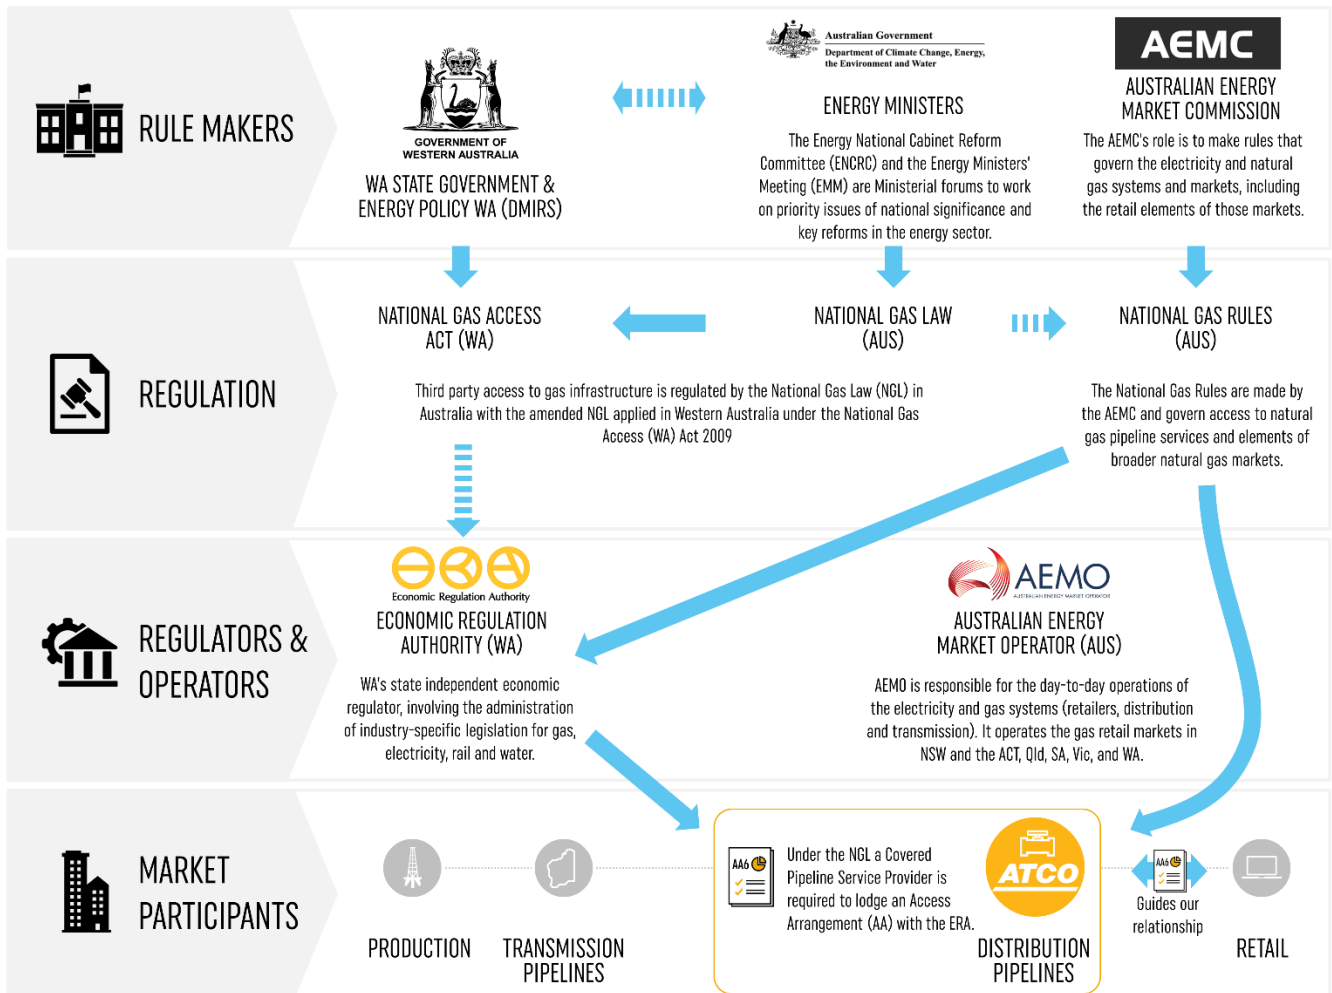 RULE MAKERS
GOVERNMENT OF
WESTERN AUSTRALIA
WA STATE GOVERNMENT &
ENERGY POLICY WA (DMIRS)
Australian Government
Department of Climate Change, Energy,
the Environment and Water
ENERGY MINISTERS
The Energy National Cabinet Reform
Committee (ENCRC) and the Energy Ministers'
Meeting (EMM) are Ministerial forums to work
on priority issues of national significance and
key reforms in the energy sector.
AEMC
AUSTRALIAN ENERGY
MARKET COMMISSION
The AEMC's role is to make rules that
govern the electricity and natural
gas systems and markets, including
the retail elements of those markets.
REGULATION
NATIONAL GAS ACCESS
ACT (WA)
NATIONAL GAS LAW
(AUS)
NATIONAL GAS RULES
(AUS)
Third party access to gas infrastructure is regulated by the National Gas Law (NGL) in
Australia with the amended NGL applied in Western Australia under the National Gas
Access (WA) Act 2009
The National Gas Rules are made by
the AEMC and govern access to natural
gas pipeline services and elements of
broader natural gas markets.
REGULATORS &
OPERATORS
Economic Regulation Authority
ECONOMIC REGULATION
AUTHORITY (WA)
WA's state independent economic
regulator, involving the administration
of industry-specific legislation for gas,
electricity, rail and water.
AEMO
AUSTRALIAN ENERGY MARKET OPERATOR
AUSTRALIAN ENERGY
MARKET OPERATOR (AUS)
AEMO is responsible for the day-to-day operations of
the electricity and gas systems (retailers, distribution
and transmission). It operates the gas retail markets in
NSW and the ACT, Qld, SA, Vic, and WA.
MARKET
PARTICIPANTS
PRODUCTION
TRANSMISSION
PIPELINES
AA6
Under the NGL a Covered
Pipeline Service Provider is
required to lodge an Access
Arrangement (AA) with the ERA.
ATCO
DISTRIBUTION
PIPELINES
AA6
Guides our
relationship
RETAIL